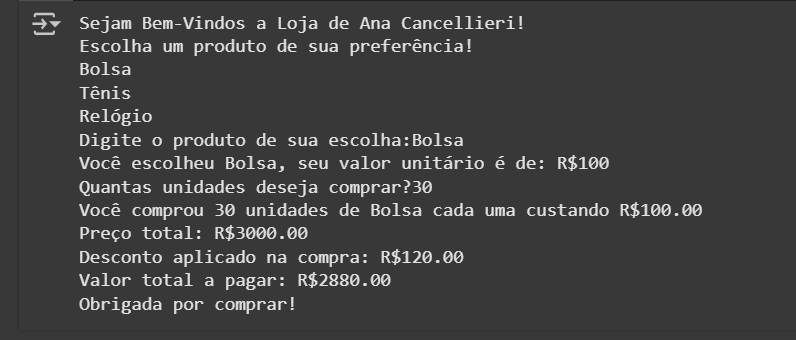 Sejam Bem-Vindos a Loja de Ana Cancellieri!
Escolha um produto de sua preferência!
Bolsa
Tênis
Relógio
Digite o produto de sua escolha:Bolsa
Você escolheu Bolsa, seu valor unitário é de: R$100
Quantas unidades deseja comprar?30
Você comprou 30 unidades de Bolsa cada uma custando R$100.00
Preço total: R$3000.00
Desconto aplicado na compra: R$120.00
Valor total a pagar: R$2880.00
Obrigada por comprar!